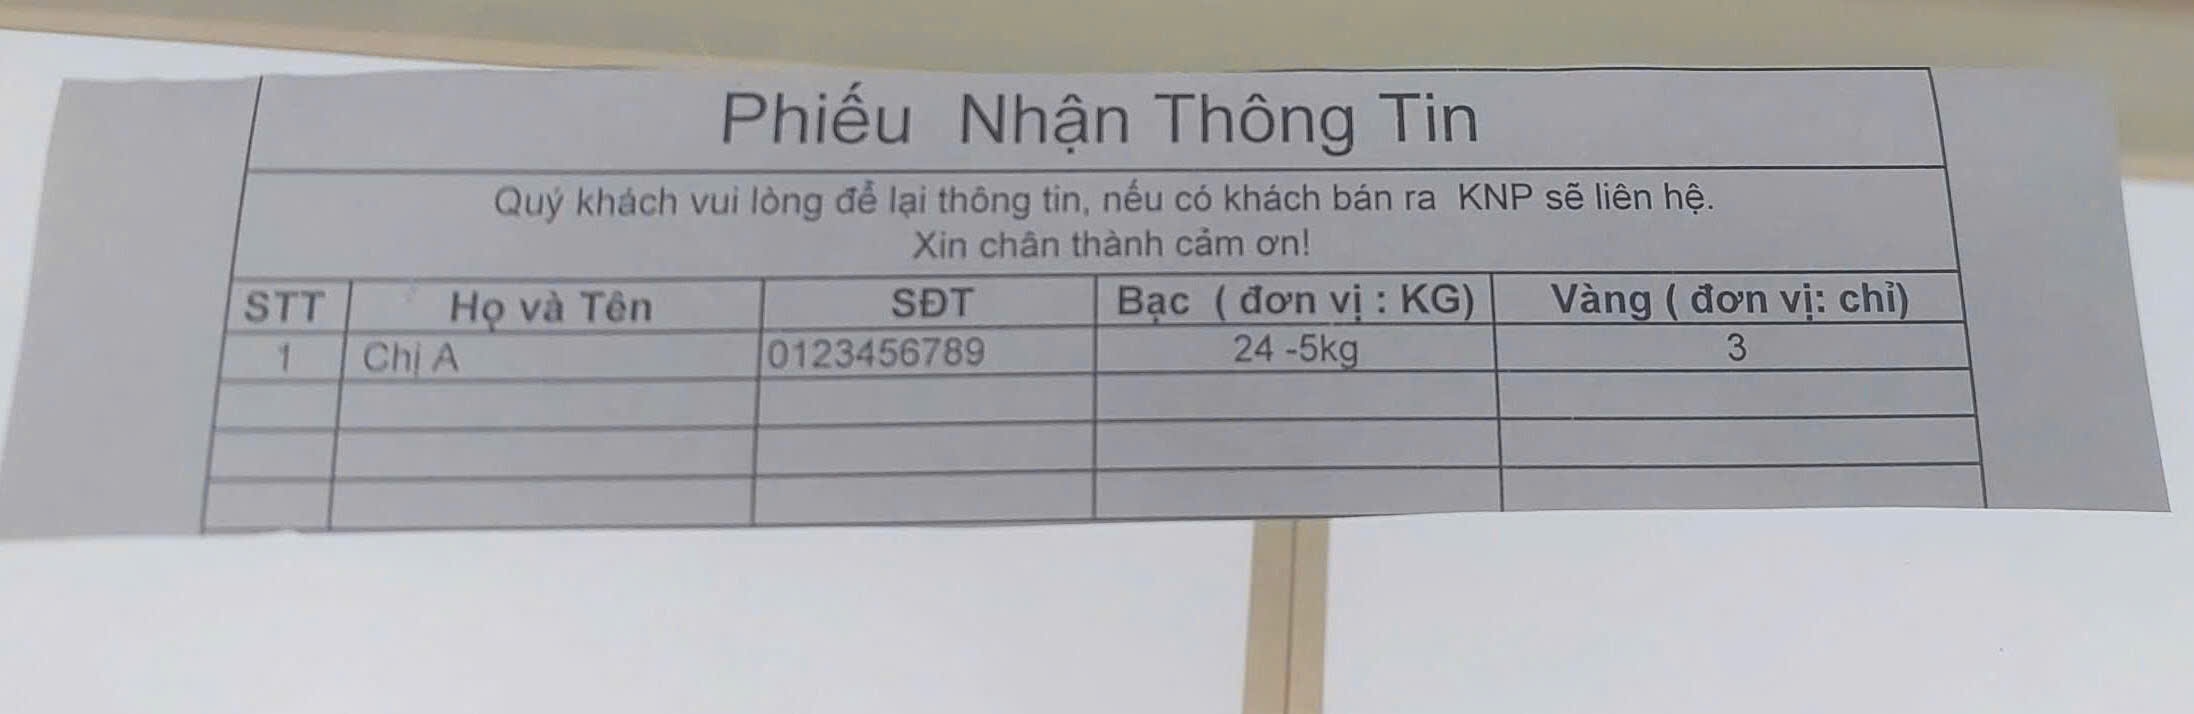 Phiếu Nhận Thông Tin
Quý khách vui lòng để lại thông tin, nếu có khách bán ra KNP sẽ liên hệ.
Xin chân thành cảm ơn!
STT Họ và Tên SĐT Bạc ( đơn vị : KG) Vàng ( đơn vị: chỉ)
1 Chị A 0123456789 24 -5kg 3